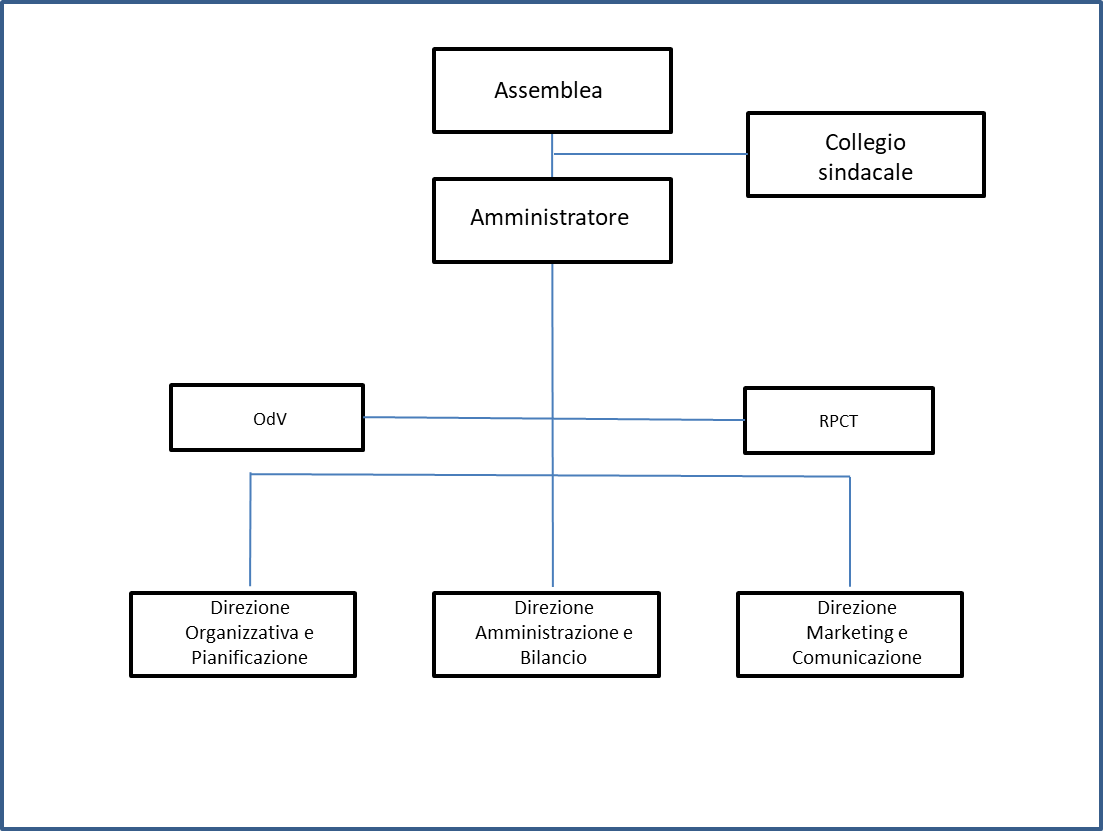 Assemblea
Collegio
sindacale
Amministratore
OdV
RPCT
Direzione
Organizzativa e
Pianificazione
Direzione
Amministrazione e
Bilancio
Direzione
Marketing e
Comunicazione